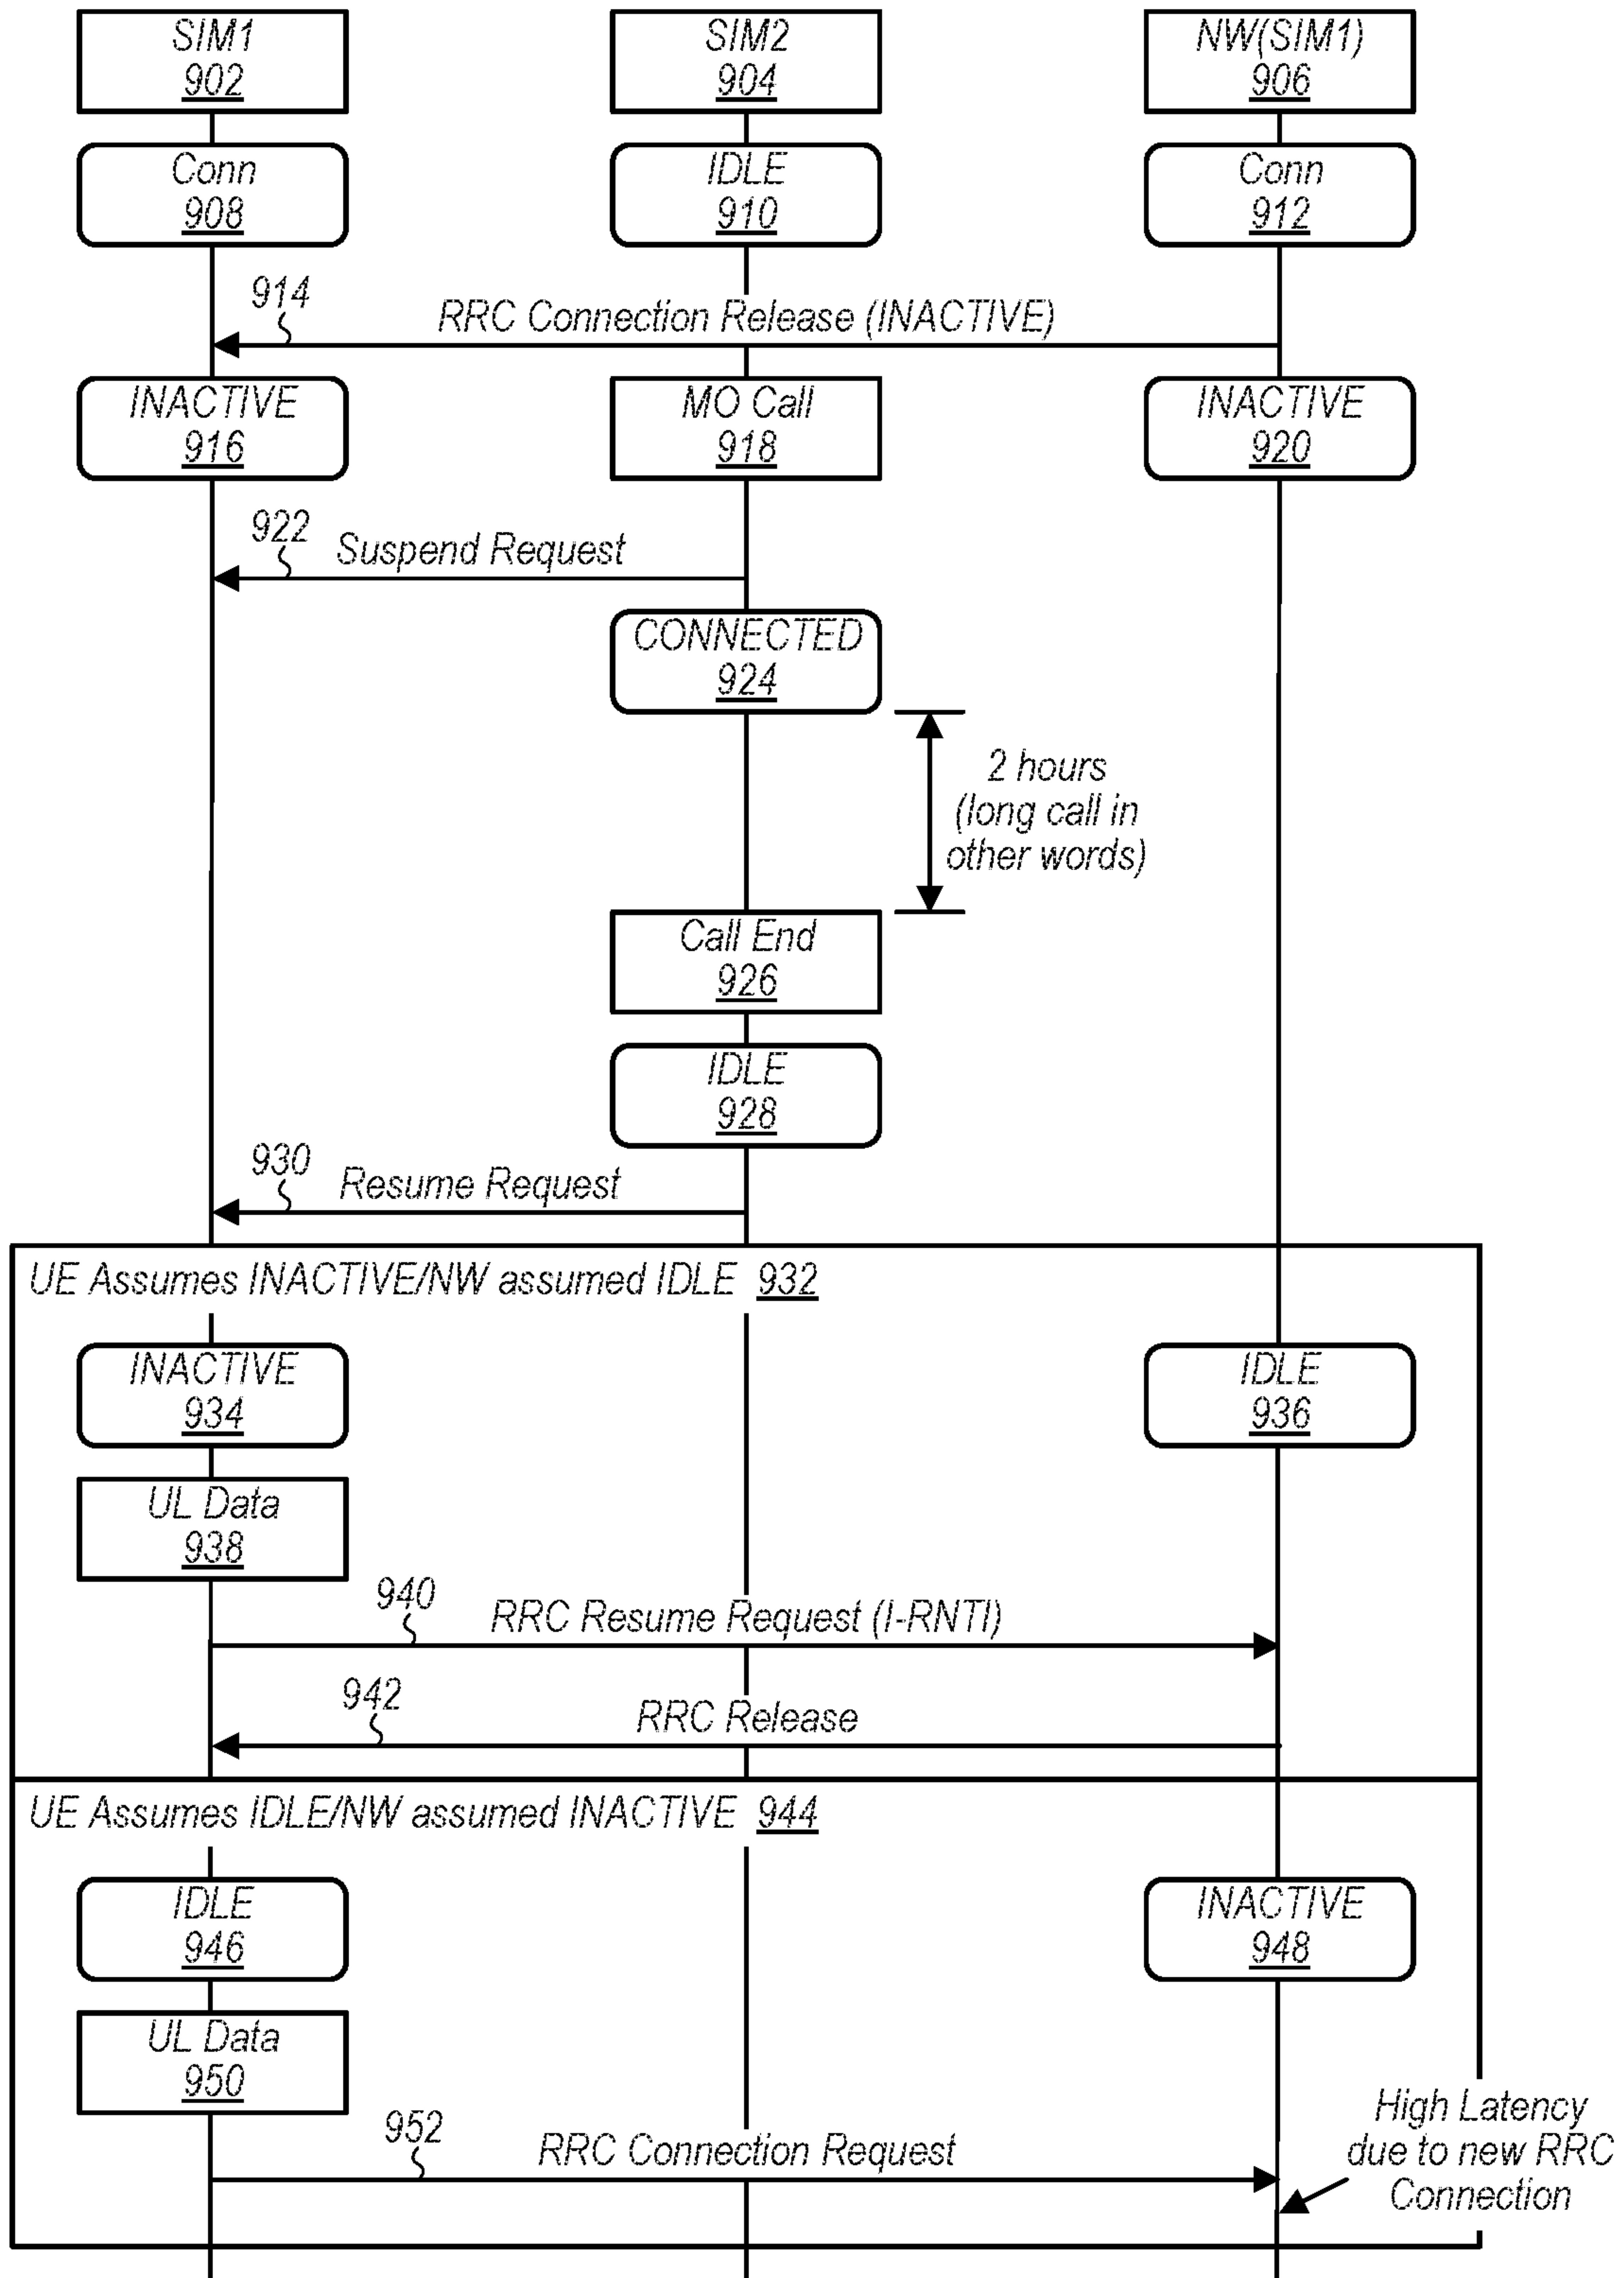 SIM1
902
SIM2
904
NW(SIM1)
906
Conn
908
IDLE
910
Conn
912
914
RRC Connection Release (INACTIVE)
INACTIVE
916
MO Call
918
INACTIVE
920
922
Suspend Request
CONNECTED
924
2 hours
(long call in
other words)
Call End
926
IDLE
928
930
Resume Request
UE Assumes INACTIVE/NW assumed IDLE 932
INACTIVE
934
IDLE
936
UL Data
938
940
RRC Resume Request (I-RNTI)
942
RRC Release
UE Assumes IDLE/NW assumed INACTIVE 944
IDLE
946
INACTIVE
948
UL Data
950
952
RRC Connection Request
High Latency
due to new RRC
Connection